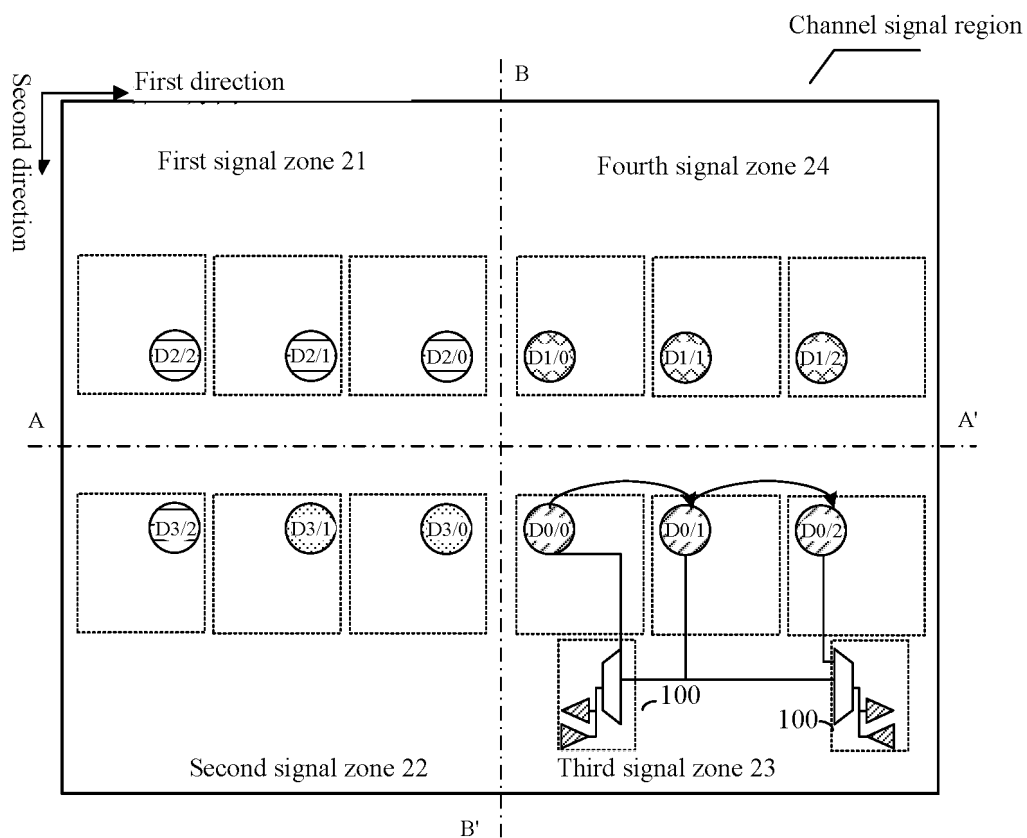 Channel signal region
B
First direction
Second direction
First signal zone 21
Fourth signal zone 24
D2/2
D2/1
D2/0
D1/0
D1/1
D1/2
A
A'
D3/2
D3/1
D3/0
D0/0
D0/1
D0/2
100
100
Second signal zone 22
Third signal zone 23
B'